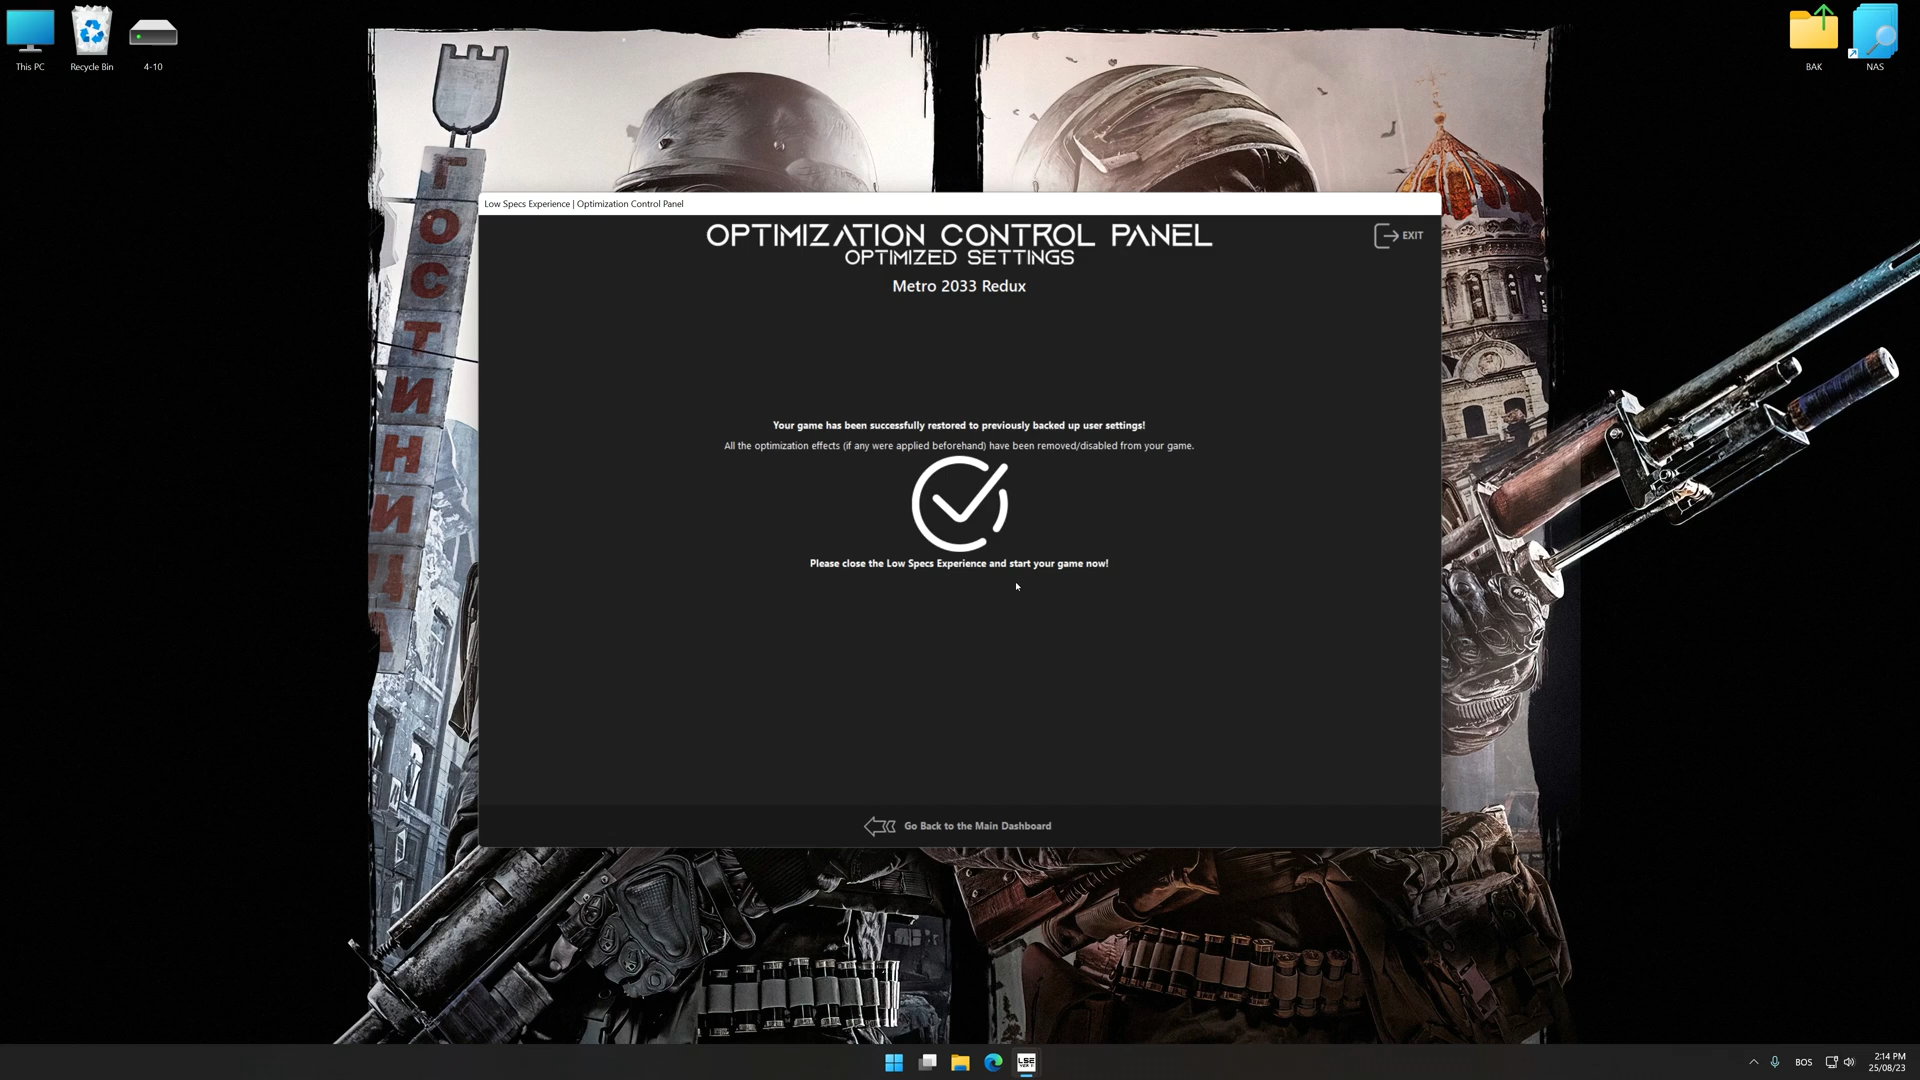 This PC
Recycle Bin
4-10
BAK
NAS
ГОСТИНИЦА
Low Specs Experience | Optimization Control Panel
OPTIMIZATION CONTROL PANEL
EXIT
OPTIMIZED SETTINGS
Metro 2033 Redux
Your game has been successfully restored to previously backed up user settings!
All the optimization effects (if any were applied beforehand) have been removed/disabled from your game.
Please close the Low Specs Experience and start your game now!
Go Back to the Main Dashboard
LSE
BOS
2:14 PM
25/08/23